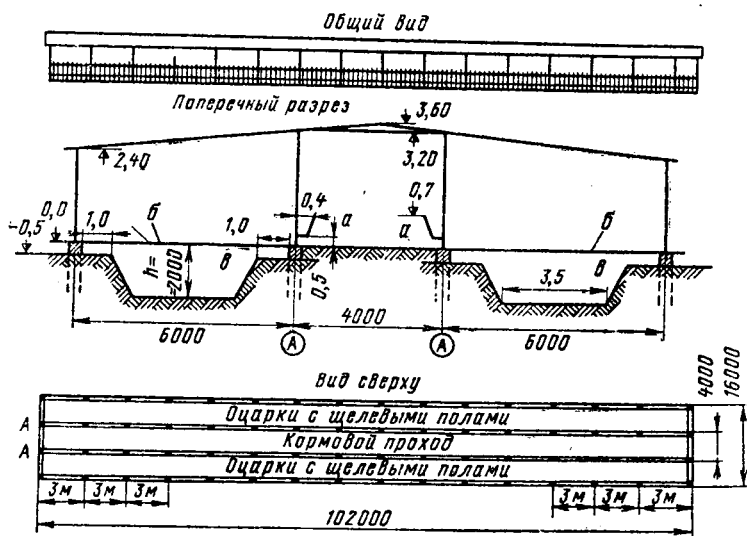 Общий вид
Поперечный разрез
3,60
2,40
3,20
0,4
0,7
-0,5
0,0
1,0
б
1,0
а
а
б
h=
=2000
в
0,5
в
3,5
6000
4000
6000
А
А
Вид сверху
4000
16000
Оцарки с щелевыми полами
А
Кормовой проход
А
Оцарки с щелевыми полами
3м
3м
3м
3м
3м
3м
102000